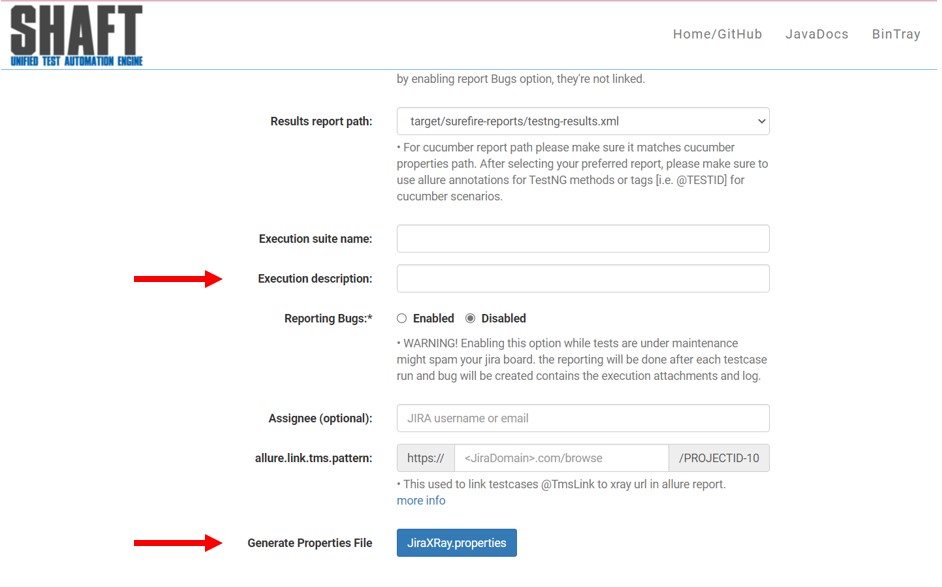 SHAFT
UNIFIED TEST AUTOMATION ENGINE
Home/GitHub JavaDocs BinTray
by enabling report Bugs option, they're not linked.
Results report path: target/surefire-reports/testng-results.xml
• For cucumber report path please make sure it matches cucumber
properties path. After selecting your preferred report, please make sure to
use allure annotations for TestNG methods or tags [i.e. @TESTID] for
cucumber scenarios.
Execution suite name:
Execution description:
Reporting Bugs:* Enabled Disabled
• WARNING! Enabling this option while tests are under maintenance
might spam your jira board. the reporting will be done after each testcase
run and bug will be created contains the execution attachments and log.
Assignee (optional): JIRA username or email
allure.link.tms.pattern: https:// <JiraDomain>.com/browse /PROJECTID-10
• This used to link testcases @TmsLink to xray url in allure report.
more info
Generate Properties File JiraXRay.properties